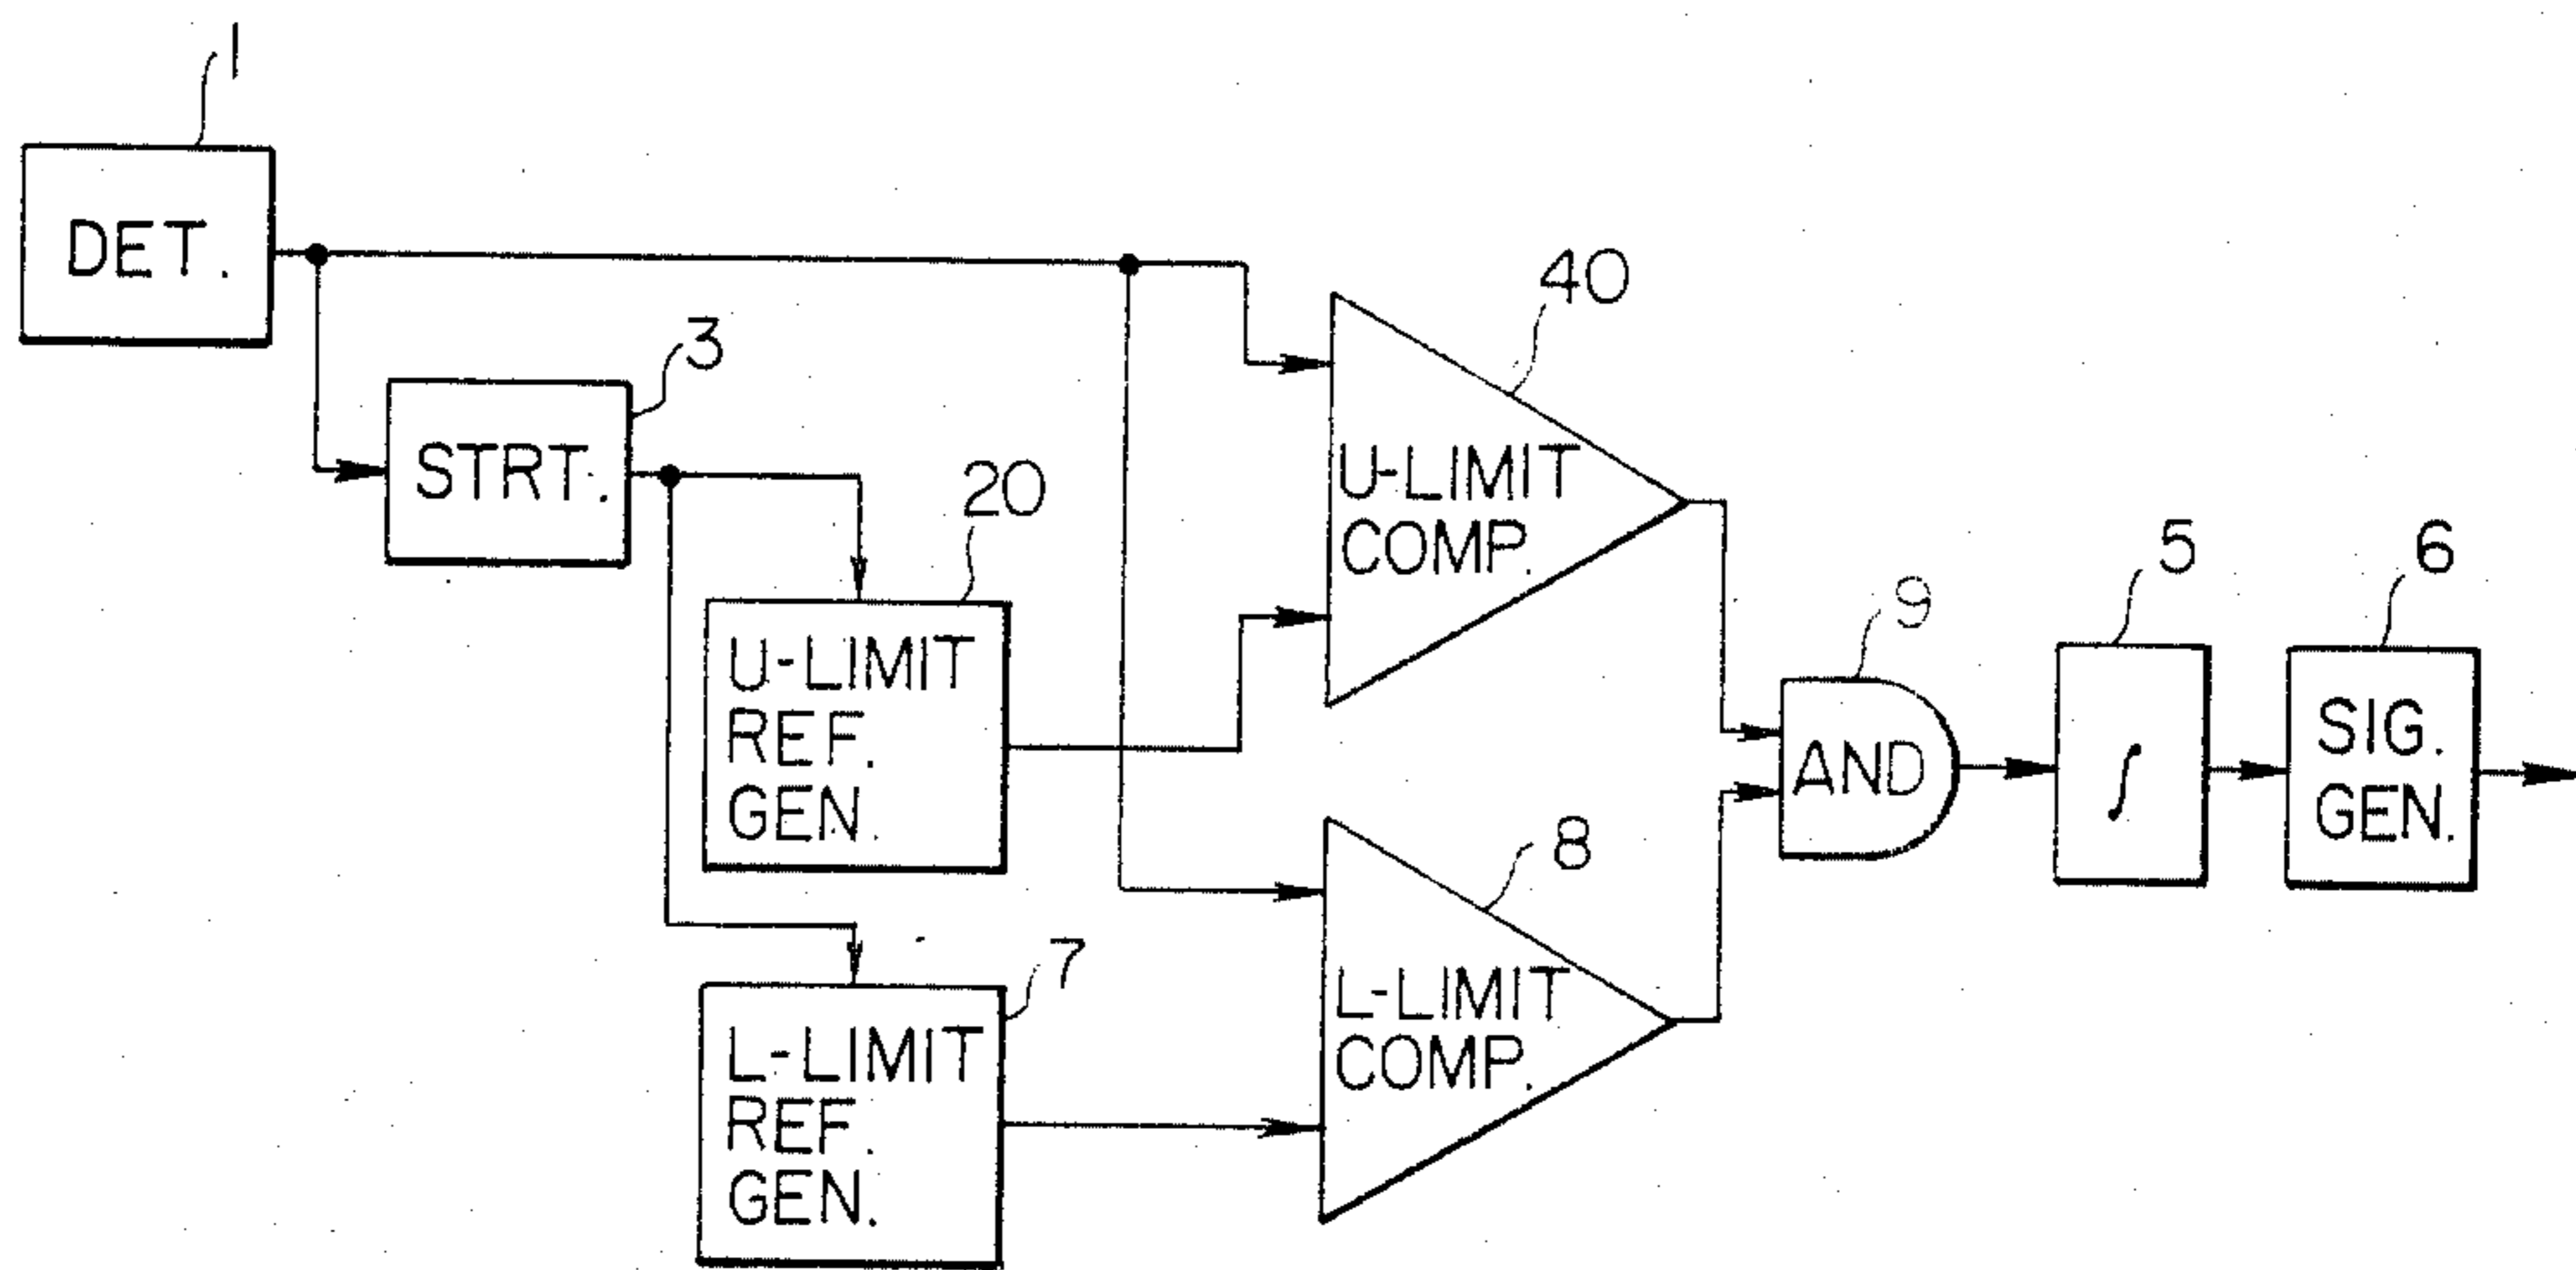 1
DET.
3
STRT.
40
U-LIMIT
COMP.
20
U-LIMIT
REF.
GEN.
9
AND
5
∫
6
SIG.
GEN.
8
L-LIMIT
COMP.
7
L-LIMIT
REF.
GEN.